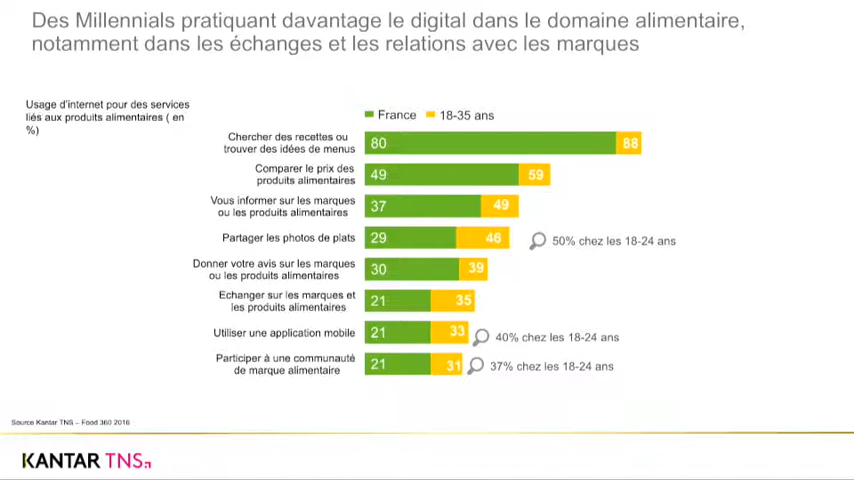 Des Millennials pratiquant davantage le digital dans le domaine alimentaire,
notamment dans les échanges et les relations avec les marques
Usage d'internet pour des services
liés aux produits alimentaires ( en
%)
France 18-35 ans
Chercher des recettes ou
trouver des idées de menus
80 88
Comparer le prix des
produits alimentaires
49 59
Vous informer sur les marques
ou les produits alimentaires
37 49
Partager les photos de plats
29 46
50% chez les 18-24 ans
Donner votre avis sur les marques
ou les produits alimentaires
30 39
Echanger sur les marques et
les produits alimentaires
21 35
Utiliser une application mobile
21 33
40% chez les 18-24 ans
Participer à une communauté
de marque alimentaire
21 31
37% chez les 18-24 ans
Source Kantar TNS – Food 360 2016
KANTAR TNS